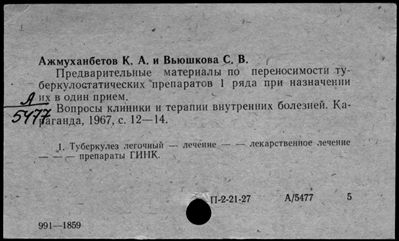 Ажмуханбетов К. А. и Вьюшкова С. В.
Предварительные материалы по переносимости ту-
беркулостатических препаратов 1 ряда при назначении
их в один прием.
А
5477
Вопросы клиники и терапии внутренних болезней. Ка-
раганда, 1967, с. 12—14.
1. Туберкулез легочный — лечение — — лекарственное лечение
— — — препараты ГИНК.
П-2-21-27 А/5477 5
991—1859